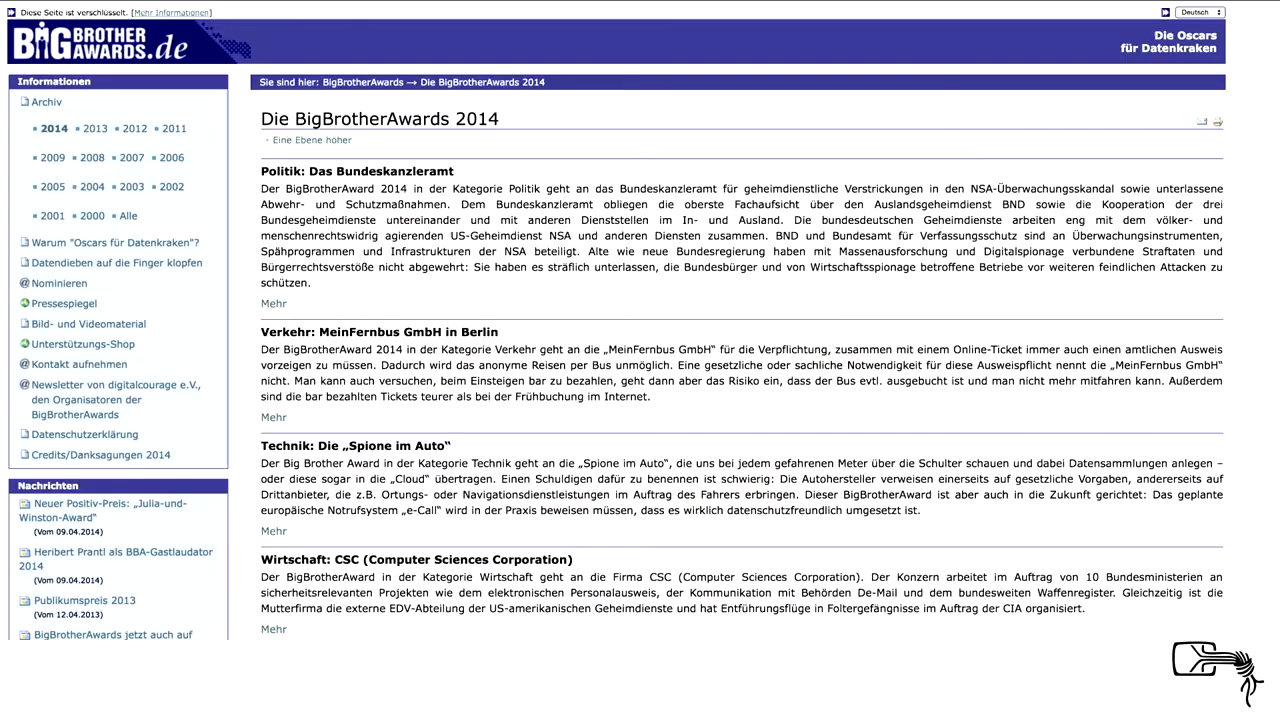 Diese Seite ist verschlüsselt. [Mehr Informationen]
Deutsch
BIGBROTHER
AWARDS.de
Die Oscars
für Datenkraken
Informationen
Archiv
2014 2013 2012 2011
2009 2008 2007 2006
2005 2004 2003 2002
2001 2000 Alle
Warum "Oscars für Datenkraken"?
Datendieben auf die Finger klopfen
Nominieren
Pressespiegel
Bild- und Videomaterial
Unterstützungs-Shop
Kontakt aufnehmen
Newsletter von digitalcourage e.V.,
den Organisatoren der
BigBrotherAwards
Datenschutzerklärung
Credits/Danksagungen 2014
Nachrichten
Neuer Positiv-Preis: „Julia-und-
Winston-Award“
(Vom 09.04.2014)
Heribert Prantl als BBA-Gastlaudator
2014
(Vom 09.04.2014)
Publikumspreis 2013
(Vom 12.04.2013)
BigBrotherAwards jetzt auch auf
Sie sind hier: BigBrotherAwards → Die BigBrotherAwards 2014
Die BigBrotherAwards 2014
- Eine Ebene höher
Politik: Das Bundeskanzleramt
Der BigBrotherAward 2014 in der Kategorie Politik geht an das Bundeskanzleramt für geheimdienstliche Verstrickungen in den NSA-Überwachungsskandal sowie unterlassene
Abwehr- und Schutzmaßnahmen. Dem Bundeskanzleramt obliegen die oberste Fachaufsicht über den Auslandsgeheimdienst BND sowie die Kooperation der drei
Bundesgeheimdienste untereinander und mit anderen Dienststellen im In- und Ausland. Die bundesdeutschen Geheimdienste arbeiten eng mit dem völker- und
menschenrechtswidrig agierenden US-Geheimdienst NSA und anderen Diensten zusammen. BND und Bundesamt für Verfassungsschutz sind an Überwachungsinstrumenten,
Spähprogrammen und Infrastrukturen der NSA beteiligt. Alte wie neue Bundesregierung haben mit Massenausforschung und Digitalspionage verbundene Straftaten und
Bürgerrechtsverstöße nicht abgewehrt: Sie haben es sträflich unterlassen, die Bundesbürger und von Wirtschaftsspionage betroffene Betriebe vor weiteren feindlichen Attacken zu
schützen.
Mehr
Verkehr: MeinFernbus GmbH in Berlin
Der BigBrotherAward 2014 in der Kategorie Verkehr geht an die „MeinFernbus GmbH“ für die Verpflichtung, zusammen mit einem Online-Ticket immer auch einen amtlichen Ausweis
vorzeigen zu müssen. Dadurch wird das anonyme Reisen per Bus unmöglich. Eine gesetzliche oder sachliche Notwendigkeit für diese Ausweispflicht nennt die „MeinFernbus GmbH“
nicht. Man kann auch versuchen, beim Einsteigen bar zu bezahlen, geht dann aber das Risiko ein, dass der Bus evtl. ausgebucht ist und man nicht mehr mitfahren kann. Außerdem
sind die bar bezahlten Tickets teurer als bei der Frühbuchung im Internet.
Mehr
Technik: Die „Spione im Auto“
Der Big Brother Award in der Kategorie Technik geht an die „Spione im Auto“, die uns bei jedem gefahrenen Meter über die Schulter schauen und dabei Datensammlungen anlegen –
oder diese sogar in die „Cloud“ übertragen. Einen Schuldigen dafür zu benennen ist schwierig: Die Autohersteller verweisen einerseits auf gesetzliche Vorgaben, andererseits auf
Drittanbieter, die z.B. Ortungs- oder Navigationsdienstleistungen im Auftrag des Fahrers erbringen. Dieser BigBrotherAward ist aber auch in die Zukunft gerichtet: Das geplante
europäische Notrufsystem „e-Call“ wird in der Praxis beweisen müssen, dass es wirklich datenschutzfreundlich umgesetzt ist.
Mehr
Wirtschaft: CSC (Computer Sciences Corporation)
Der BigBrotherAward in der Kategorie Wirtschaft geht an die Firma CSC (Computer Sciences Corporation). Der Konzern arbeitet im Auftrag von 10 Bundesministerien an
sicherheitsrelevanten Projekten wie dem elektronischen Personalausweis, der Kommunikation mit Behörden De-Mail und dem bundesweiten Waffenregister. Gleichzeitig ist die
Mutterfirma die externe EDV-Abteilung der US-amerikanischen Geheimdienste und hat Entführungsflüge in Foltergefängnisse im Auftrag der CIA organisiert.
Mehr